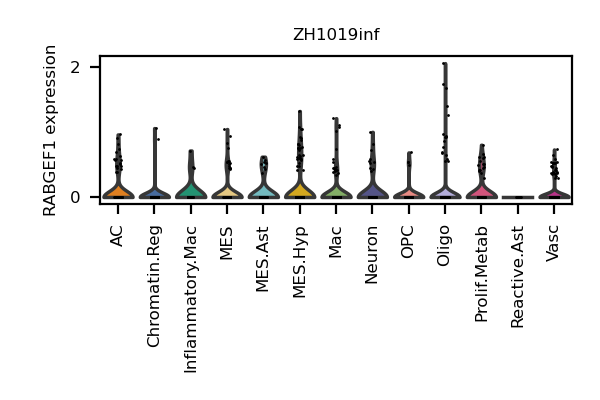 ZH1019inf
RABGEF1 expression
2
0
AC
Chromatin.Reg
Inflammatory.Mac
MES
MES.Ast
MES.Hyp
Mac
Neuron
OPC
Oligo
Prolif.Metab
Reactive.Ast
Vasc